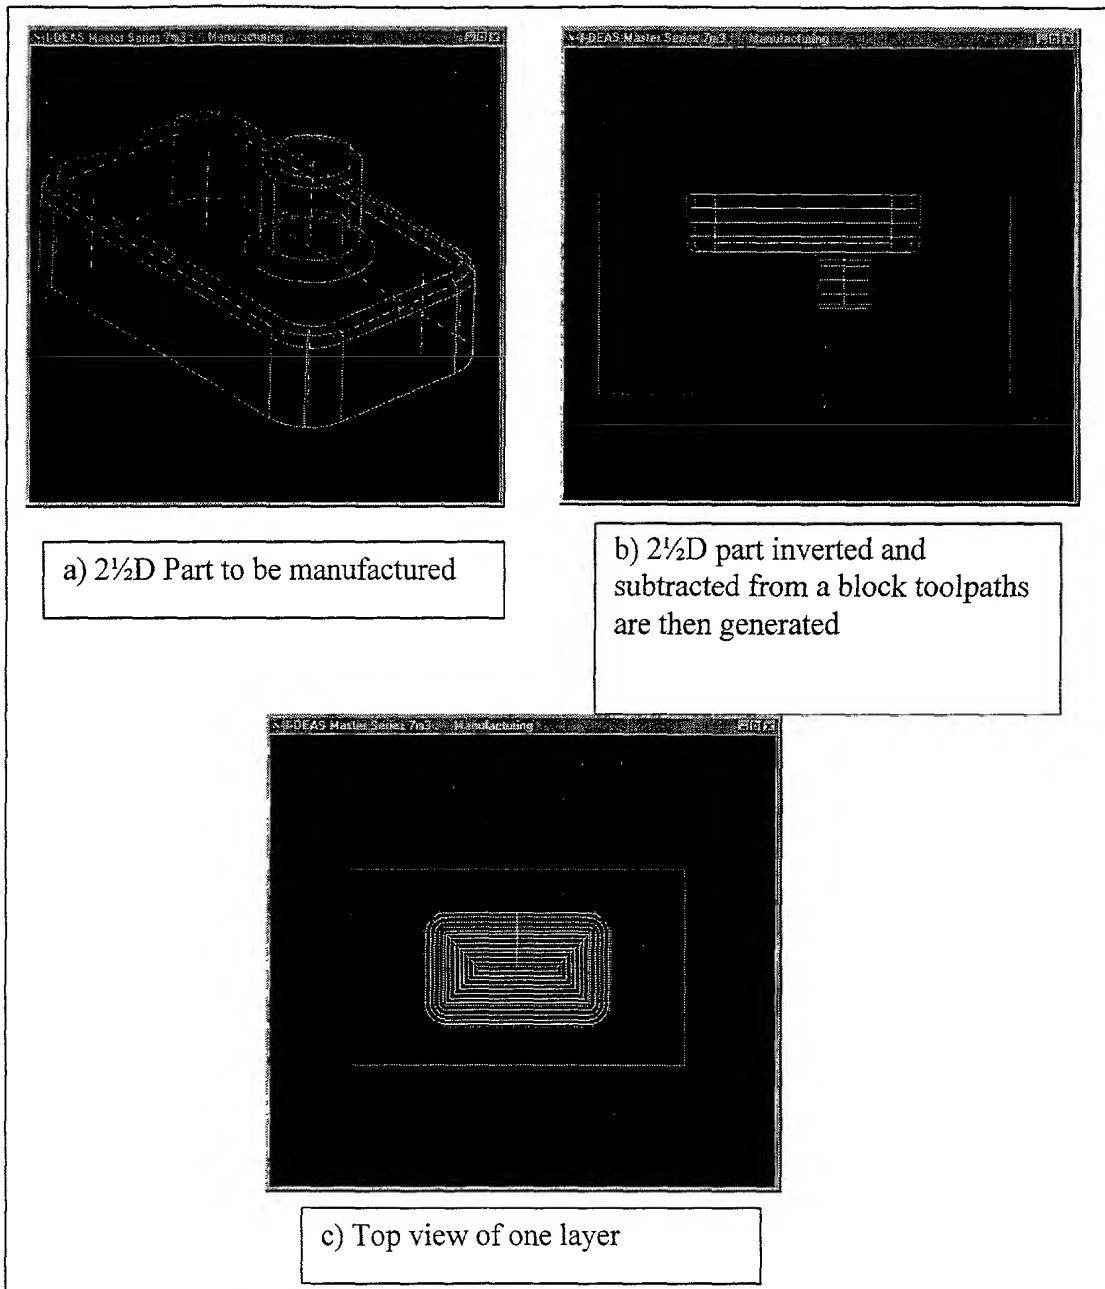 I-DEAS Master Series 7m3 : Manufacturing
I-DEAS Master Series 7m3 : Manufacturing
a) 2½D Part to be manufactured
b) 2½D part inverted and
subtracted from a block toolpaths
are then generated
I-DEAS Master Series 7m3 : Manufacturing
c) Top view of one layer